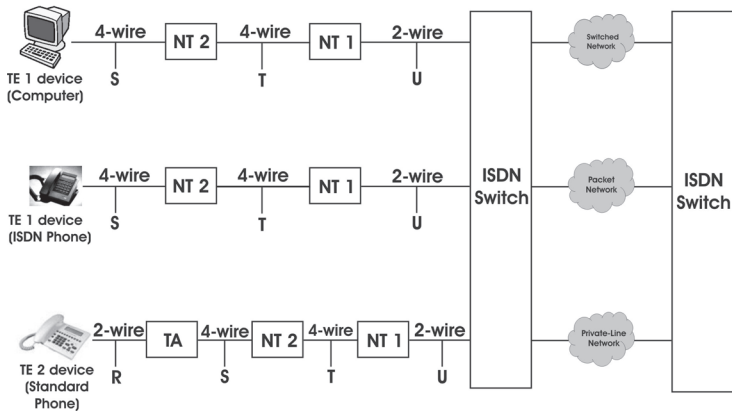 4-wire NT 2 4-wire NT 1 2-wire
Switched
Network
S T U
TE 1 device
(Computer)
4-wire NT 2 4-wire NT 1 2-wire
ISDN
Switch
Packet
Network
ISDN
Switch
S T U
TE 1 device
(ISDN Phone)
2-wire TA 4-wire NT 2 4-wire NT 1 2-wire
Private-Line
Network
R S T U
TE 2 device
(Standard
Phone)